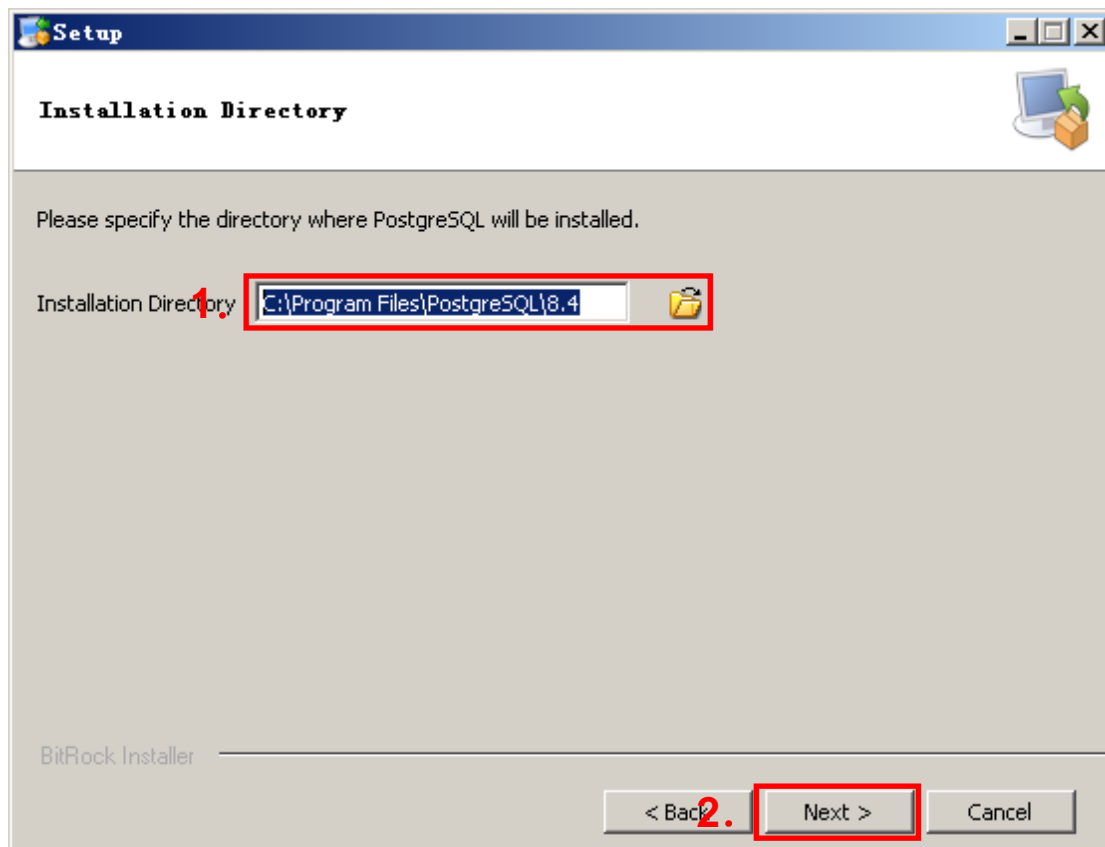 Setup
Installation Directory
Please specify the directory where PostgreSQL will be installed.
Installation Directory 1. C:\Program Files\PostgreSQL\8.4
BitRock Installer
< Back 2. Next > Cancel